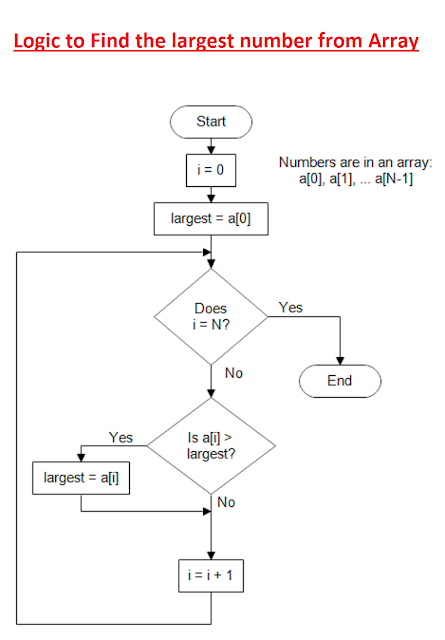 Logic to Find the largest number from Array
Start
i = 0
Numbers are in an array:
a[0], a[1], ... a[N-1]
largest = a[0]
Does
i = N?
Yes
End
No
Is a[i] >
largest?
Yes
largest = a[i]
No
i = i + 1